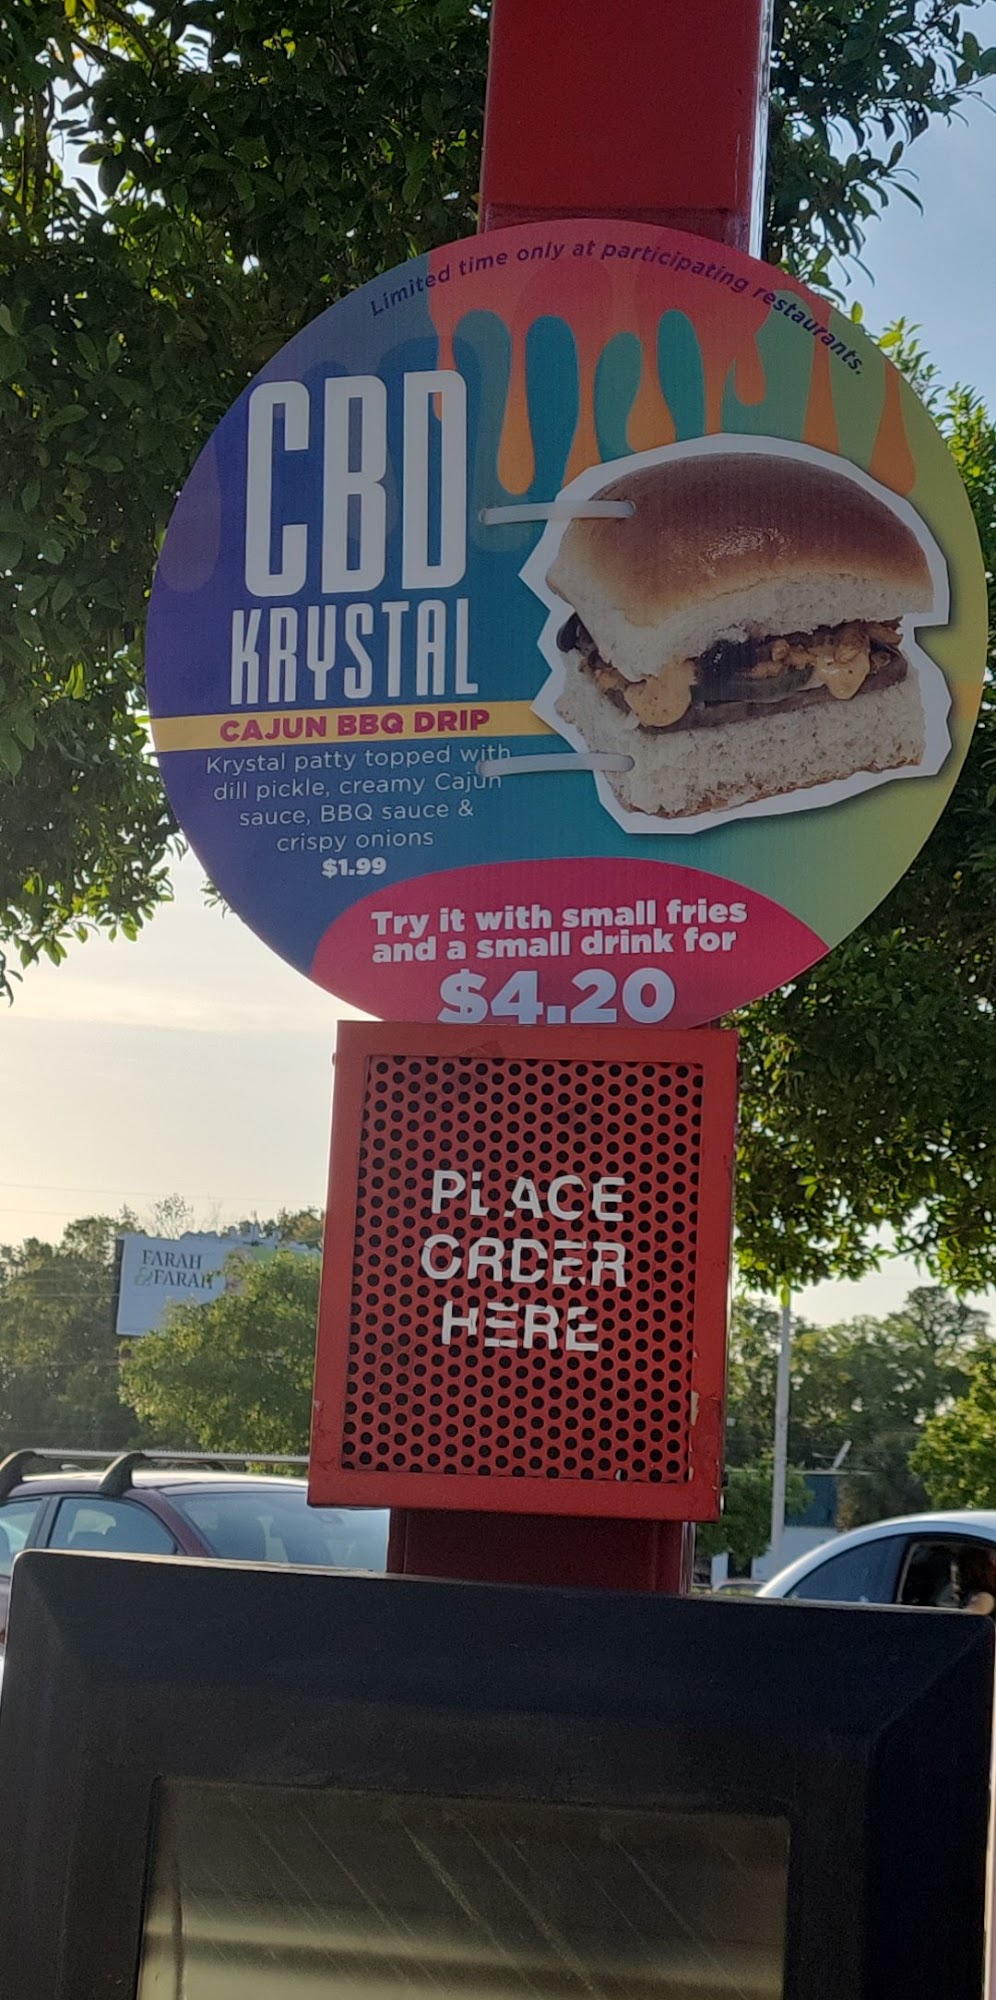 Limited time only at participating restaurants.
CBD
KRYSTAL
CAJUN BBQ DRIP
Krystal patty topped with
dill pickle, creamy Cajun
sauce, BBQ sauce &
crispy onions
$1.99
Try it with small fries
and a small drink for
$4.20
PLACE
ORDER
HERE
FARAH
&FARAH